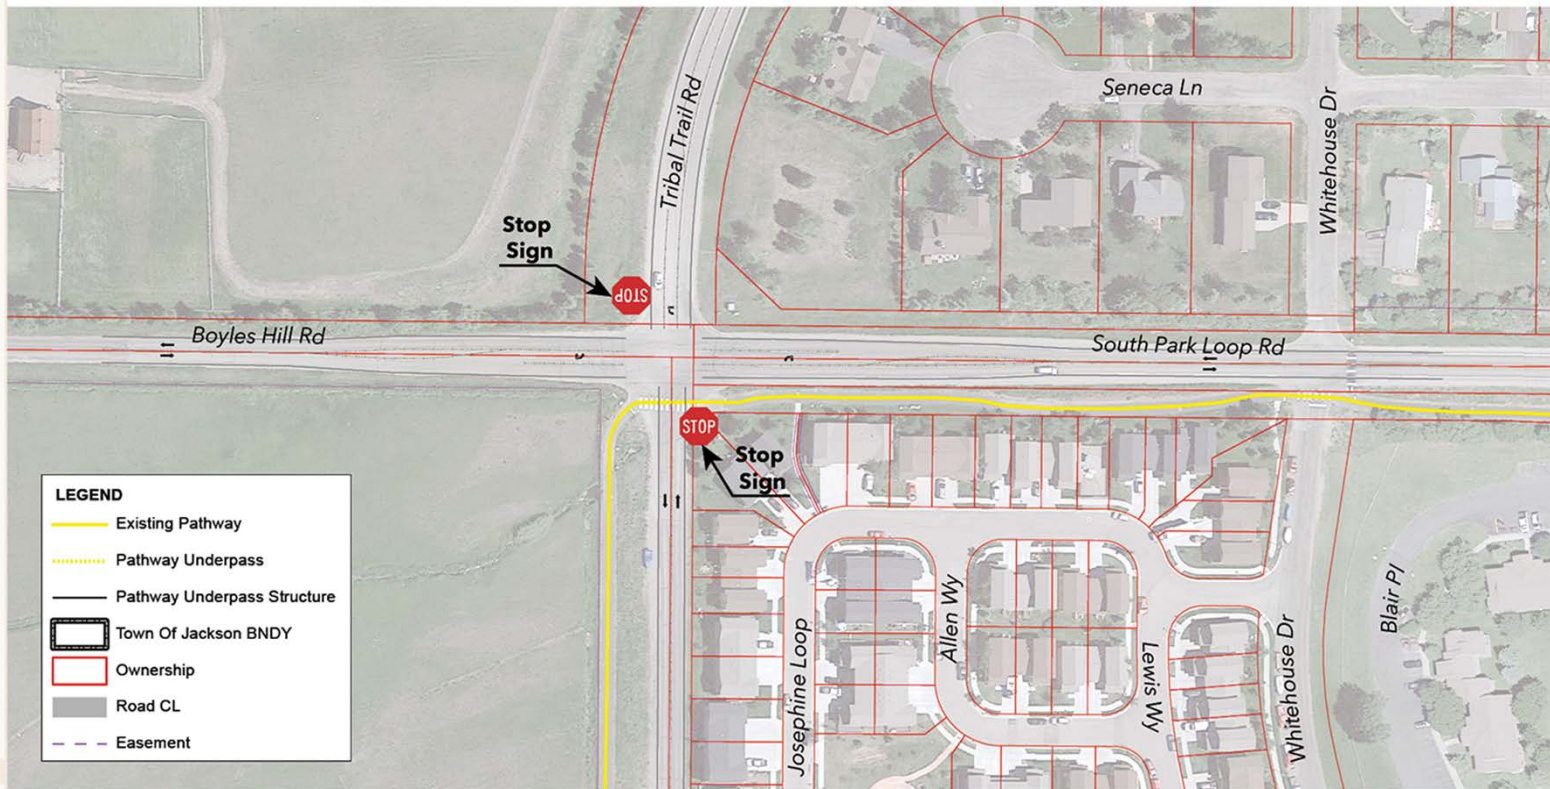 Seneca Ln
Tribal Trail Rd
Whitehouse Dr
Stop
Sign
STOP
Boyles Hill Rd
South Park Loop Rd
STOP
Stop
Sign
LEGEND
Existing Pathway
Pathway Underpass
Pathway Underpass Structure
Town Of Jackson BNDY
Ownership
Road CL
Easement
Josephine Loop
Allen Wy
Lewis Wy
Whitehouse Dr
Blair Pl